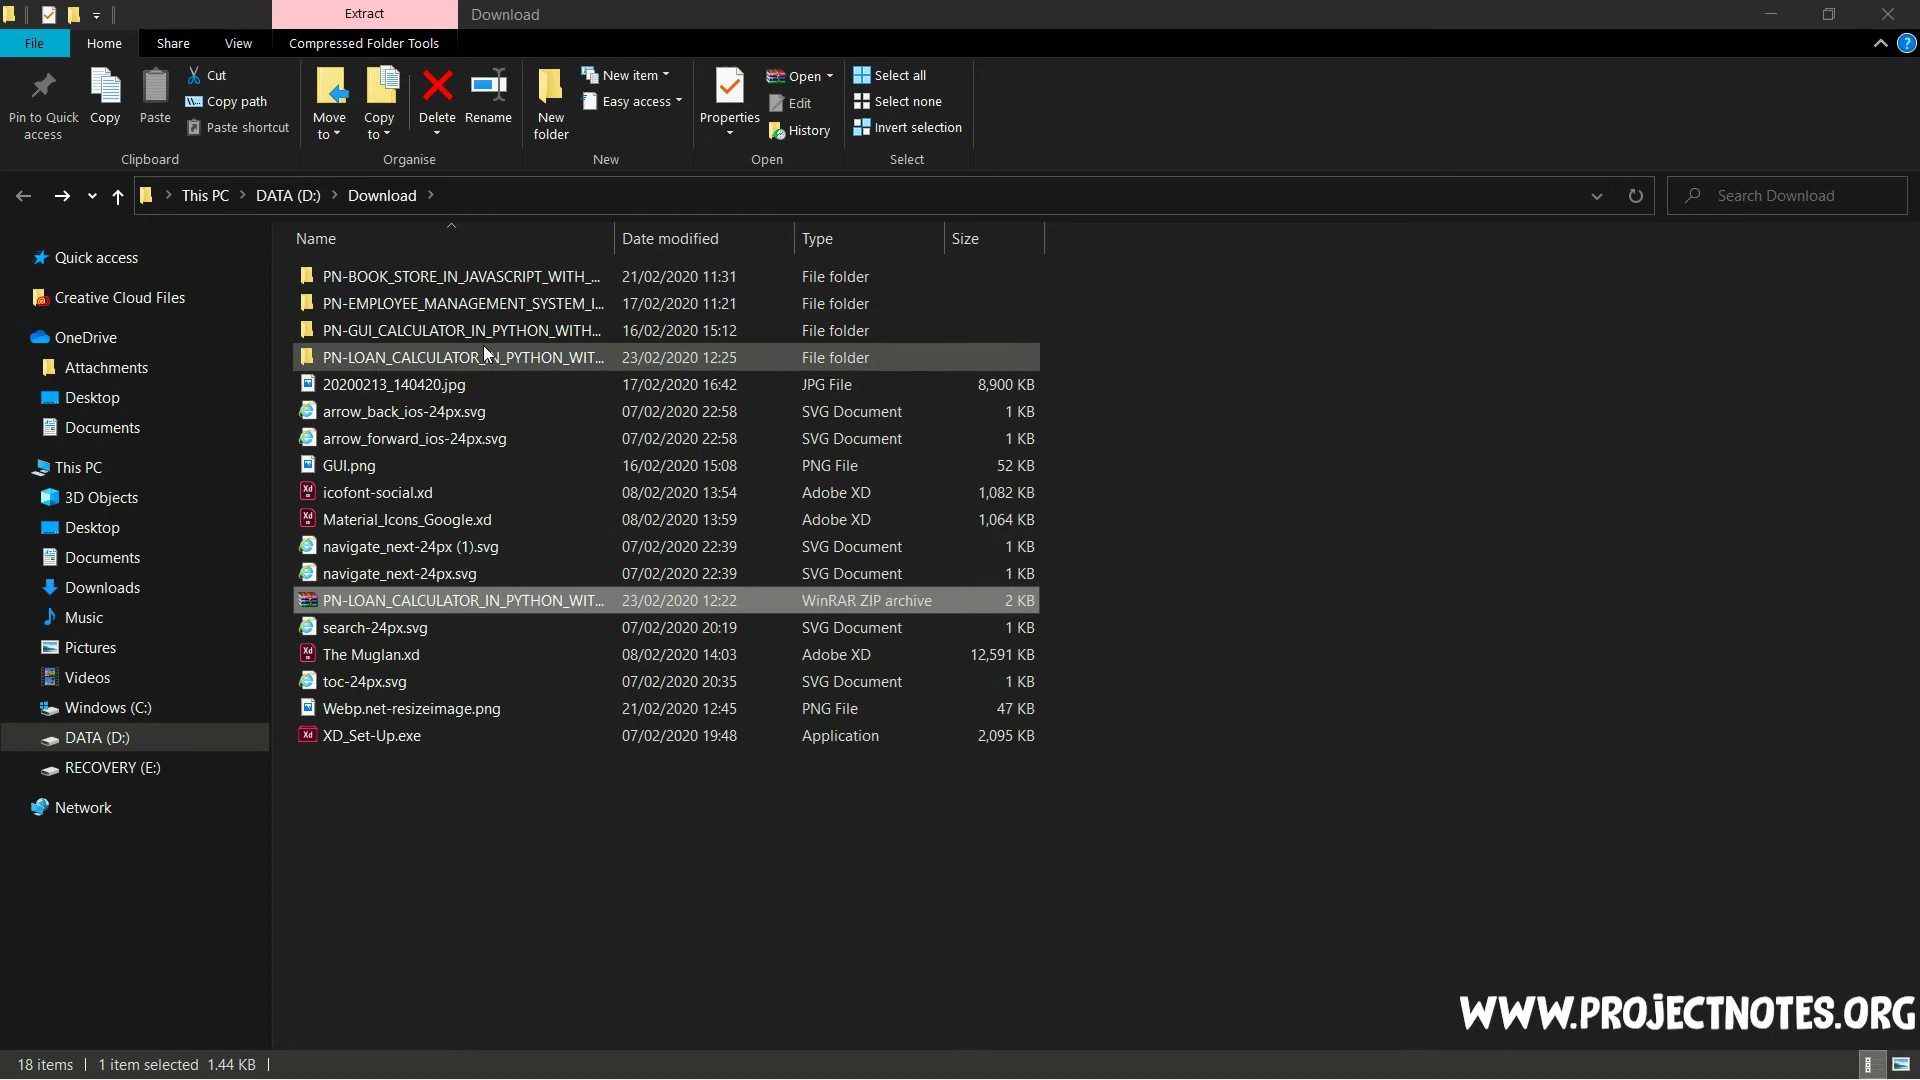 Extract
Download
File
Home
Share
View
Compressed Folder Tools
Pin to Quick access
Copy
Paste
Cut
Copy path
Paste shortcut
Clipboard
Move to
Copy to
Delete
Rename
Organise
New folder
New item
Easy access
New
Properties
Open
Edit
History
Open
Select all
Select none
Invert selection
Select
This PC
DATA (D:)
Download
Search Download
Quick access
Creative Cloud Files
OneDrive
Attachments
Desktop
Documents
This PC
3D Objects
Desktop
Documents
Downloads
Music
Pictures
Videos
Windows (C:)
DATA (D:)
RECOVERY (E:)
Network
Name Date modified Type Size
PN-BOOK_STORE_IN_JAVASCRIPT_WITH_... 21/02/2020 11:31 File folder
PN-EMPLOYEE_MANAGEMENT_SYSTEM_I... 17/02/2020 11:21 File folder
PN-GUI_CALCULATOR_IN_PYTHON_WITH... 16/02/2020 15:12 File folder
PN-LOAN_CALCULATOR_IN_PYTHON_WIT... 23/02/2020 12:25 File folder
20200213_140420.jpg 17/02/2020 16:42 JPG File 8,900 KB
arrow_back_ios-24px.svg 07/02/2020 22:58 SVG Document 1 KB
arrow_forward_ios-24px.svg 07/02/2020 22:58 SVG Document 1 KB
GUI.png 16/02/2020 15:08 PNG File 52 KB
icofont-social.xd 08/02/2020 13:54 Adobe XD 1,082 KB
Material_Icons_Google.xd 08/02/2020 13:59 Adobe XD 1,064 KB
navigate_next-24px (1).svg 07/02/2020 22:39 SVG Document 1 KB
navigate_next-24px.svg 07/02/2020 22:39 SVG Document 1 KB
PN-LOAN_CALCULATOR_IN_PYTHON_WIT... 23/02/2020 12:22 WinRAR ZIP archive 2 KB
search-24px.svg 07/02/2020 20:19 SVG Document 1 KB
The Muglan.xd 08/02/2020 14:03 Adobe XD 12,591 KB
toc-24px.svg 07/02/2020 20:35 SVG Document 1 KB
Webp.net-resizeimage.png 21/02/2020 12:45 PNG File 47 KB
XD_Set-Up.exe 07/02/2020 19:48 Application 2,095 KB
WWW.PROJECTNOTES.ORG
18 items 1 item selected 1.44 KB